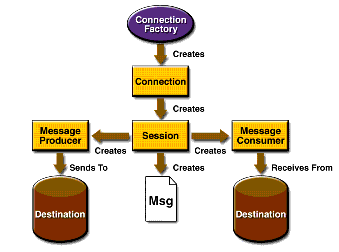 Connection
Factory
Creates
Connection
Creates
Message
Producer
Session
Message
Consumer
Creates
Creates
Sends To
Creates
Receives From
Destination
Msg
Destination